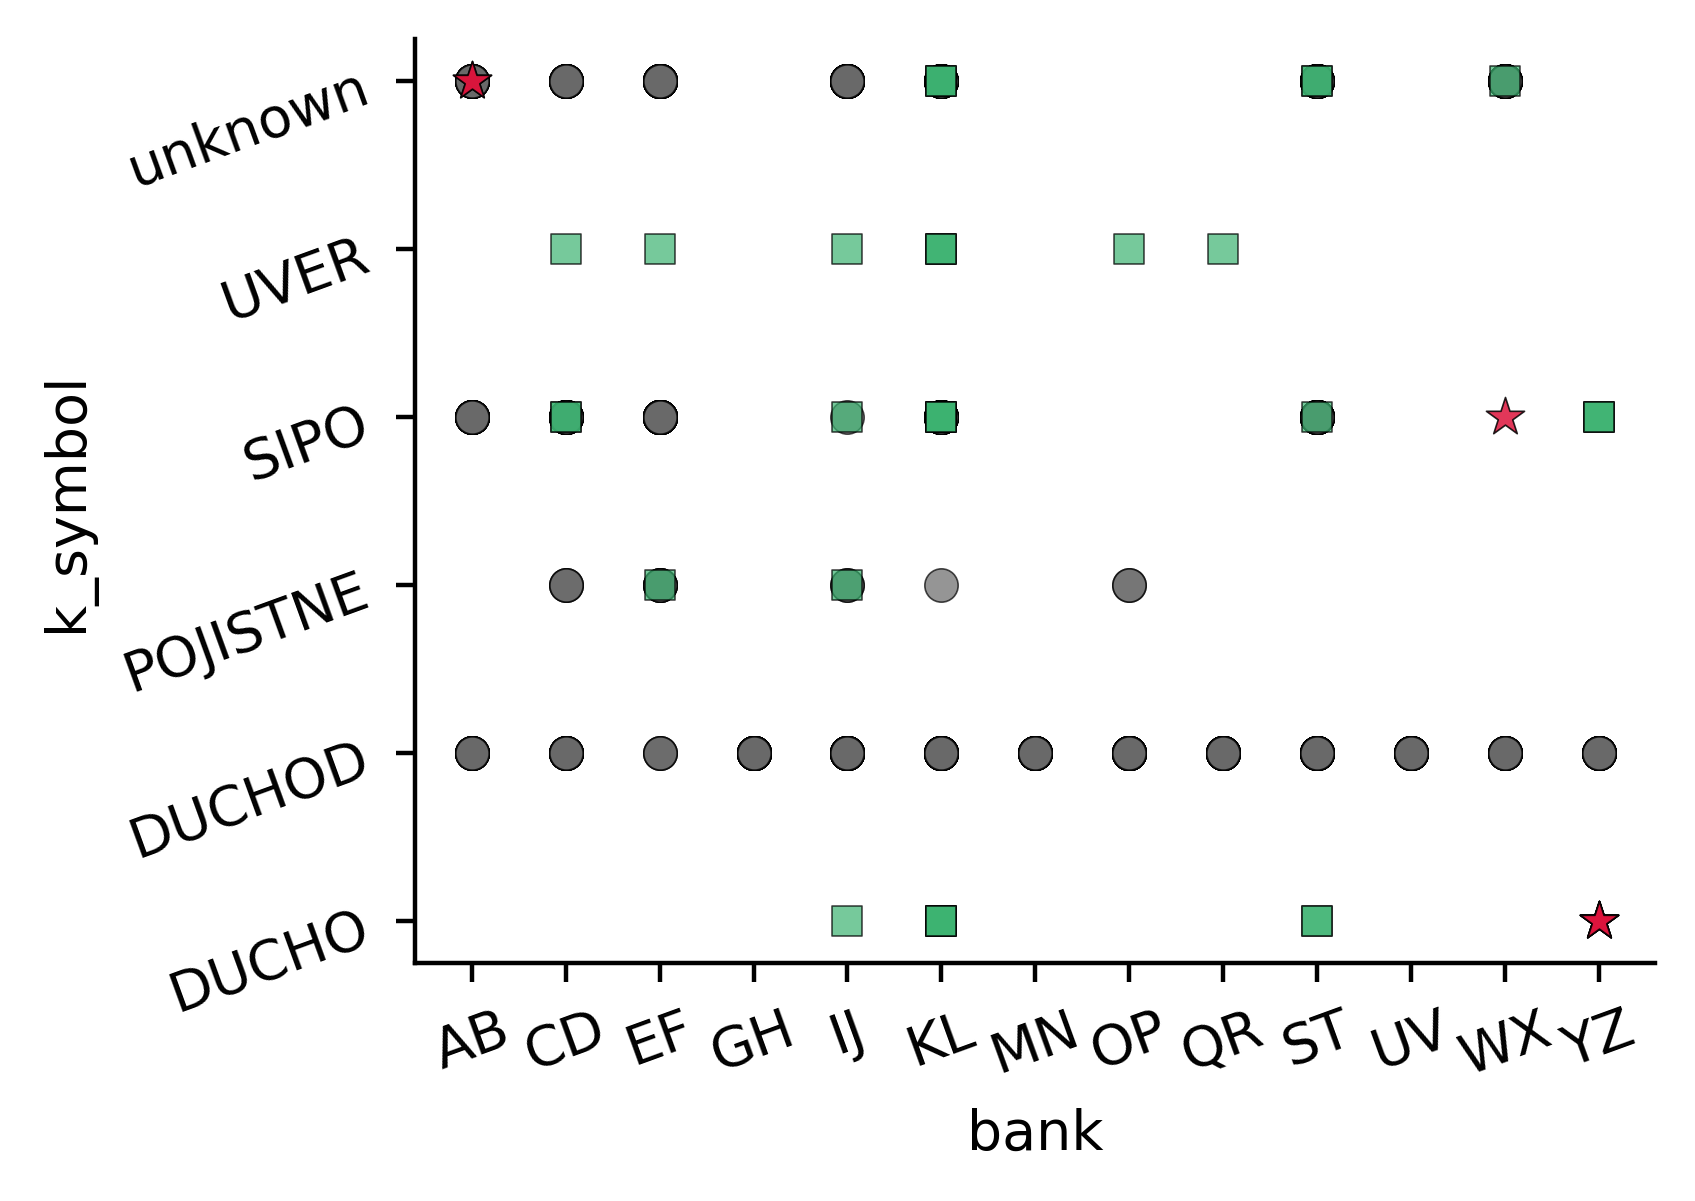 unknown
UVER
SIPO
POJISTNE
DUCHOD
DUCHO
k_symbol
AB CD EF GH IJ KL MN OP QR ST UV WX YZ
bank